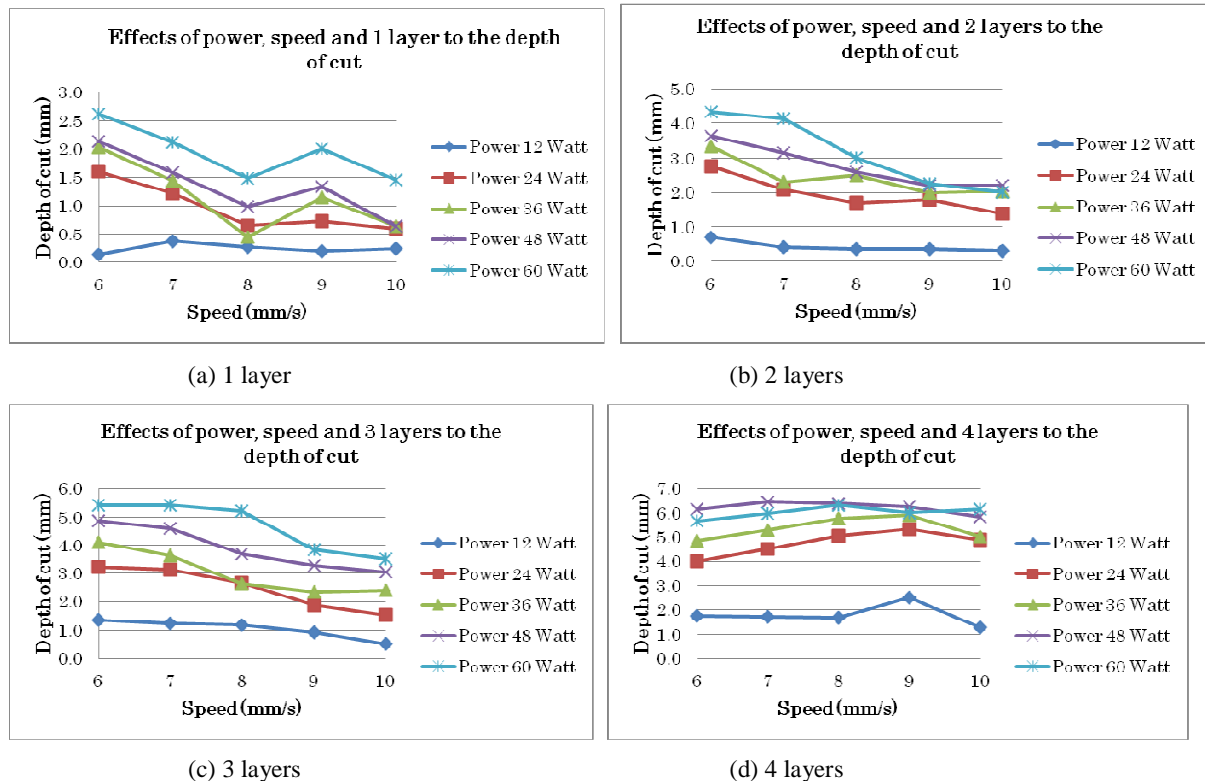 Effects of power, speed and 1 layer to the depth
of cut
3.0
2.5
2.0
1.5
1.0
0.5
0.0
Depth of cut (mm)
6 7 8 9 10
Speed (mm/s)
Power 12 Watt
Power 24 Watt
Power 36 Watt
Power 48 Watt
Power 60 Watt
(a) 1 layer
Effects of power, speed and 2 layers to the
depth of cut
5.0
4.0
3.0
2.0
1.0
0.0
Depth of cut (mm)
6 7 8 9 10
Speed (mm/s)
Power 12 Watt
Power 24 Watt
Power 36 Watt
Power 48 Watt
Power 60 Watt
(b) 2 layers
Effects of power, speed and 3 layers to the
depth of cut
6.0
5.0
4.0
3.0
2.0
1.0
0.0
Depth of cut (mm)
6 7 8 9 10
Speed (mm/s)
Power 12 Watt
Power 24 Watt
Power 36 Watt
Power 48 Watt
Power 60 Watt
(c) 3 layers
Effects of power, speed and 4 layers to the
depth of cut
7.0
6.0
5.0
4.0
3.0
2.0
1.0
0.0
Depth of cut (mm)
6 7 8 9 10
Speed (mm/s)
Power 12 Watt
Power 24 Watt
Power 36 Watt
Power 48 Watt
Power 60 Watt
(d) 4 layers